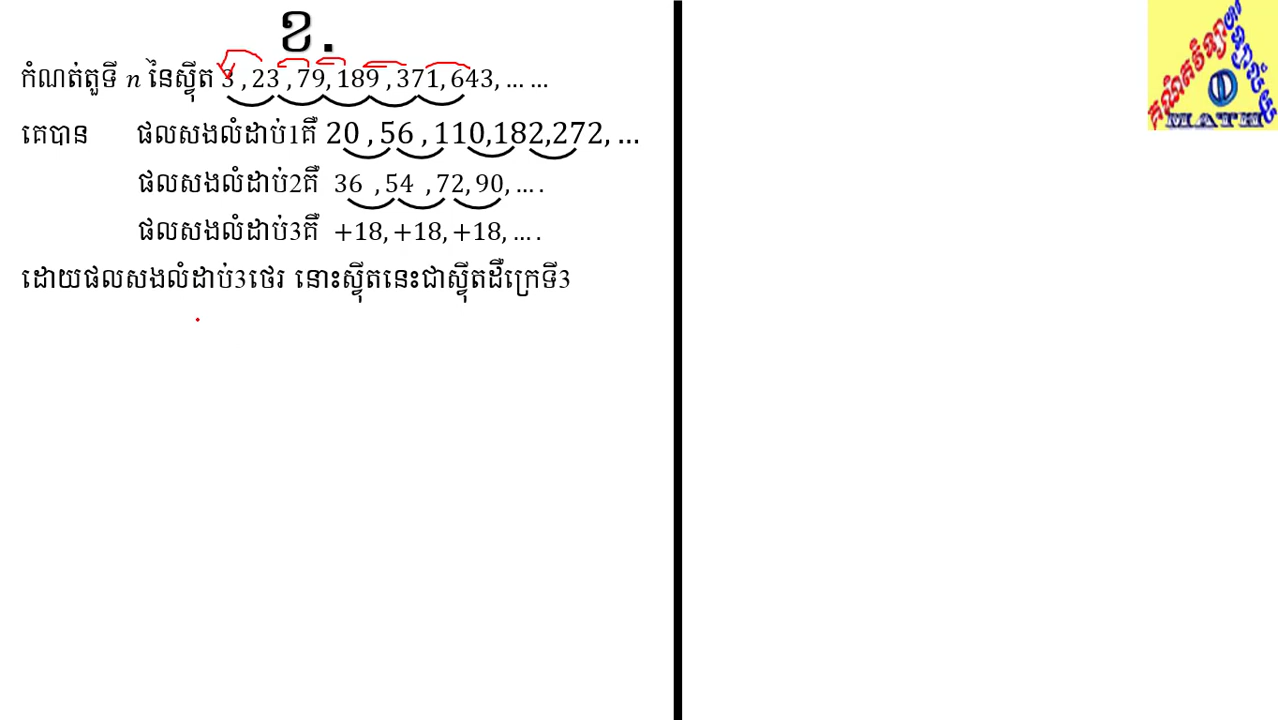 ខ.
កំណត់តួទី n នៃស្វ៊ីត 3 , 23 , 79, 189 , 371, 643, … …
គេបាន ផលសងលំដាប់1គឺ 20 , 56 , 110, 182, 272, …
ផលសងលំដាប់2គឺ 36 , 54 , 72, 90, … .
ផលសងលំដាប់3គឺ +18, +18, +18, … .
ដោយផលសងលំដាប់3ថេរ នោះស្វ៊ីតនេះជាស្វ៊ីតដឺក្រេទី3
MATH